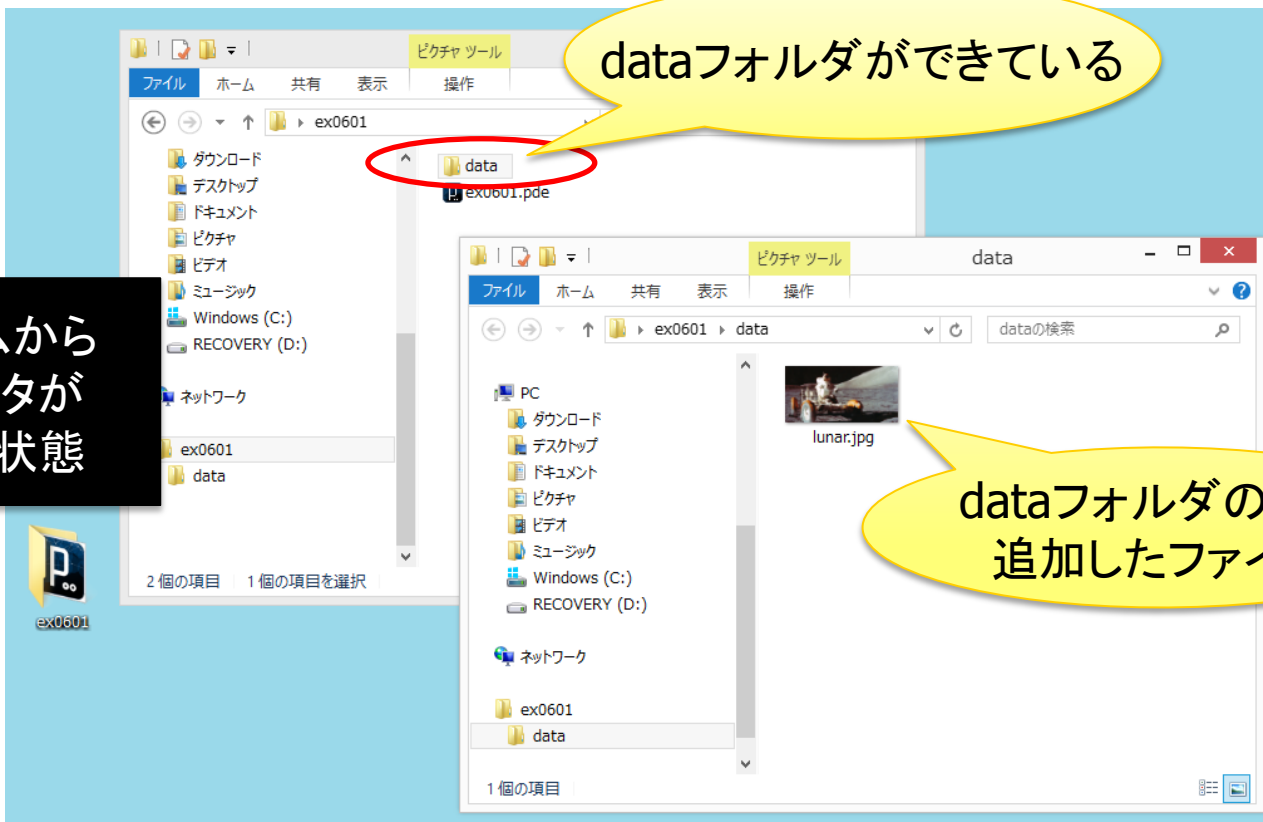 dataフォルダができている
ピクチャ ツール
ファイル ホーム 共有 表示 操作
ex0601
ダウンロード
デスクトップ
ドキュメント
ピクチャ
ビデオ
ミュージック
Windows (C:)
RECOVERY (D:)
ネットワーク
ex0601
data
data
ex0601.pde
2 個の項目 1 個の項目を選択
ムから
タが
状態
ex0601
ピクチャ ツール data
ファイル ホーム 共有 表示 操作
ex0601 data dataの検索
PC
ダウンロード
デスクトップ
ドキュメント
ピクチャ
ビデオ
ミュージック
Windows (C:)
RECOVERY (D:)
ネットワーク
ex0601
data
lunar.jpg
1 個の項目
dataフォルダの
追加したファイ